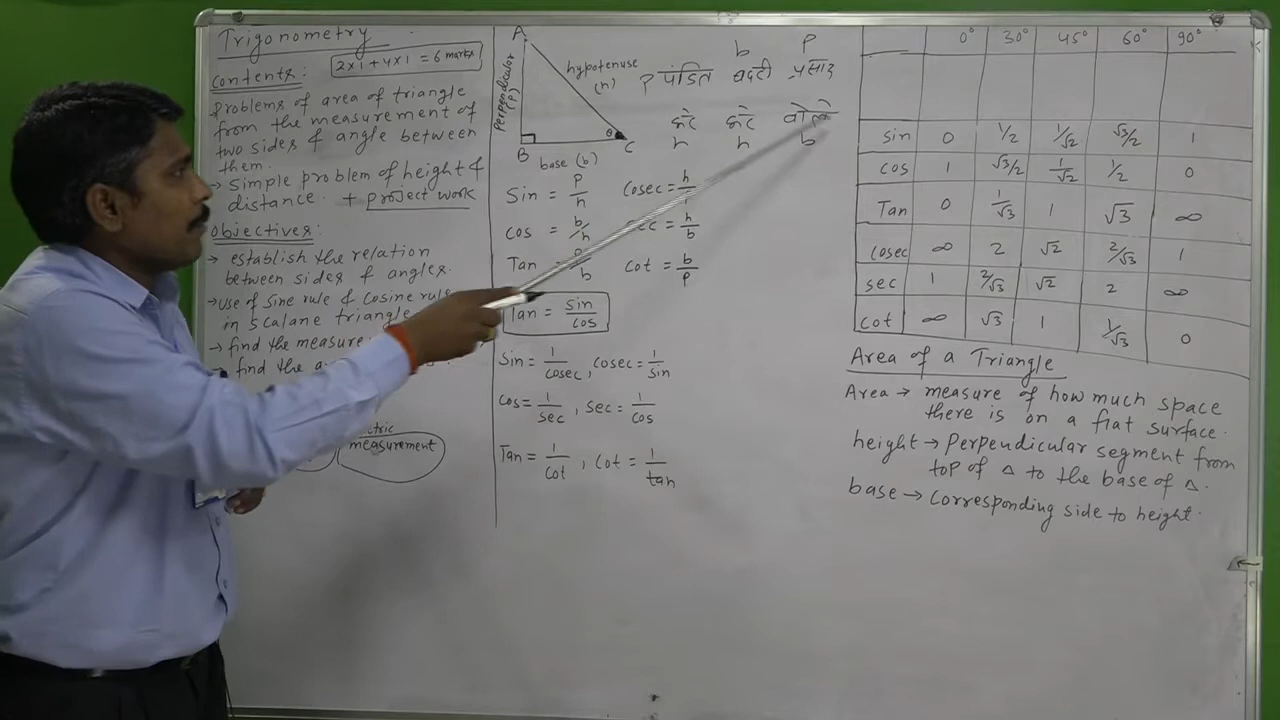 Trigonometry
2×1 + 4×1 = 6 marks
Contents:
→ problems of area of triangle
from the measurement of
two sides & angle between
them.
→ Simple problem of height &
distance. + project work
Objectives:
→ establish the relation
between sides & angles.
→ use of sine rule & cosine rule
in scalane triangle
→ find the measure
→ find the a
measurement
A
Perpendicular (P)
hypotenuse (h)
θ
B
C
base (b)
b P
P पंडित बद्री प्रसाद
हरे हरे बोले
h h b
Sin = P/h Cosec = h/
cos = b/h sec = h/b
Tan = b Cot = b/P
Tan = sin/cos
Sin = 1/cosec , cosec = 1/sin
Cos = 1/sec , sec = 1/cos
Tan = 1/cot , cot = 1/tan
0° 30° 45° 60° 90°
sin 0 1/2 1/√2 √3/2 1
cos 1 √3/2 1/√2 1/2 0
Tan 0 1/√3 1 √3 ∞
cosec ∞ 2 √2 2/√3 1
sec 1 2/√3 √2 2 ∞
cot ∞ √3 1 1/√3 0
Area of a Triangle
Area → measure of how much space
there is on a flat surface.
height → Perpendicular segment from
top of Δ to the base of Δ.
base → Corresponding side to height.